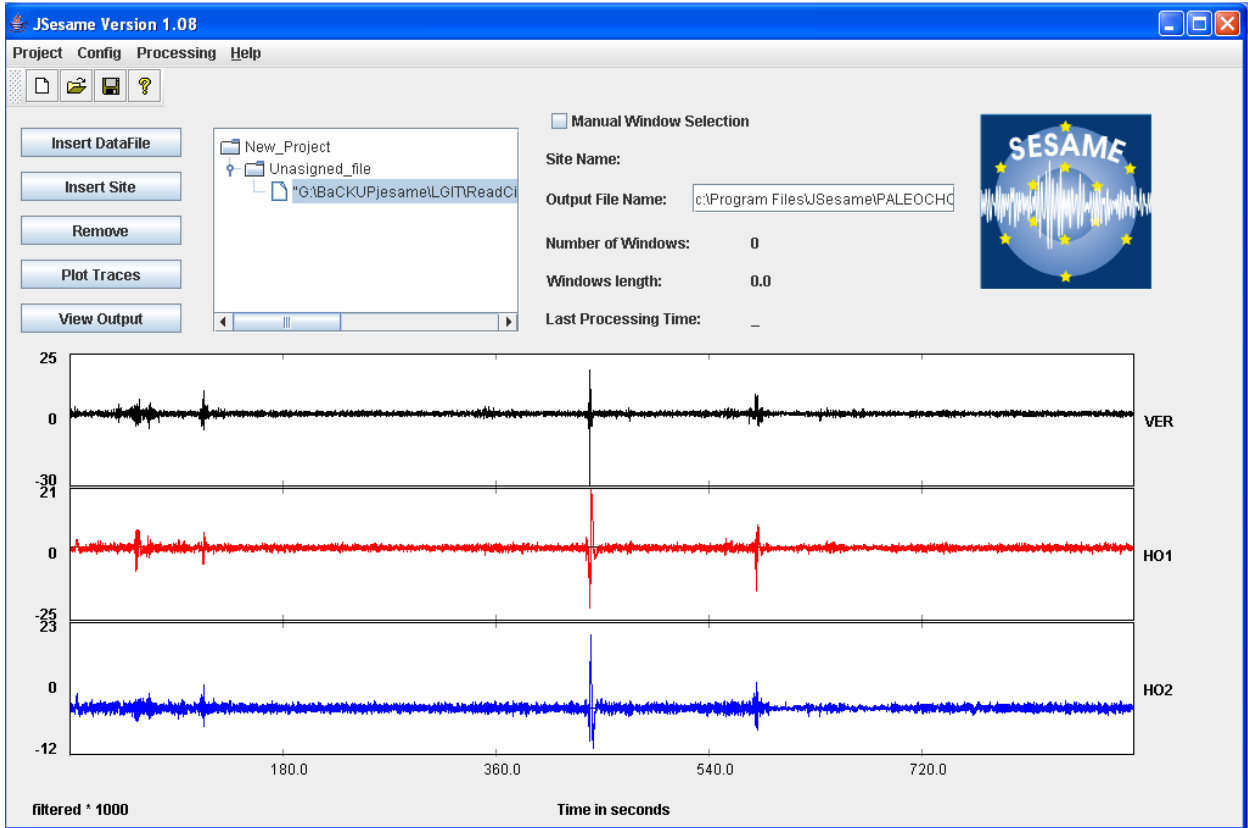 JSesame Version 1.08
Project Config Processing Help
Insert DataFile
Insert Site
Remove
Plot Traces
View Output
New_Project
Unasigned_file
"G:\BaCKUPjesame\LGIT\ReadCi
Manual Window Selection
Site Name:
Output File Name: c:\Program Files\JSesame\PALEOCHO
Number of Windows: 0
Windows length: 0.0
Last Processing Time: _
SESAME
25
0
-30
VER
21
0
-25
HO1
23
0
-12
HO2
180.0 360.0 540.0 720.0
filtered * 1000 Time in seconds